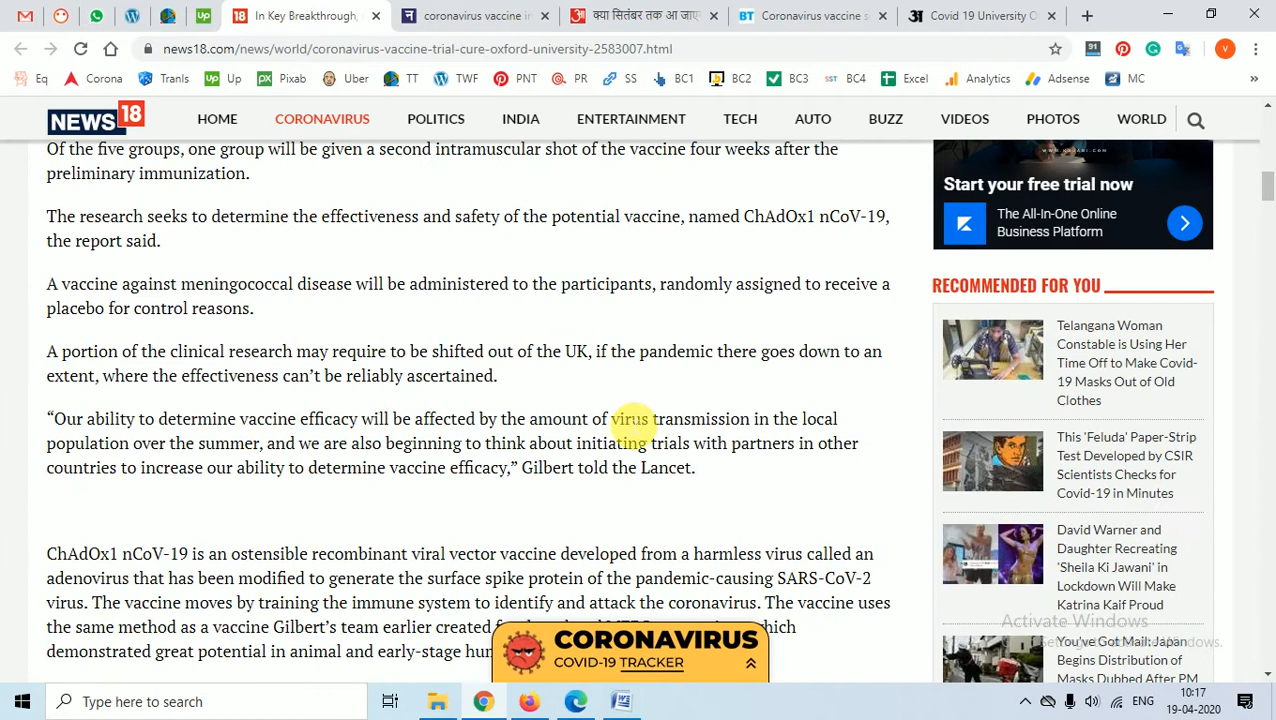 In Key Breakthrough,
coronavirus vaccine in
क्या सितंबर तक आ जाए
Coronavirus vaccine s
Covid 19 University O
news18.com/news/world/coronavirus-vaccine-trial-cure-oxford-university-2583007.html
Eq Corona Transls Up Pixab Uber TT TWF PNT PR SS BC1 BC2 BC3 BC4 Excel Analytics Adsense MC
NEWS 18 HOME CORONAVIRUS POLITICS INDIA ENTERTAINMENT TECH AUTO BUZZ VIDEOS PHOTOS WORLD
Of the five groups, one group will be given a second intramuscular shot of the vaccine four weeks after the
preliminary immunization.
The research seeks to determine the effectiveness and safety of the potential vaccine, named ChAdOx1 nCoV-19,
the report said.
A vaccine against meningococcal disease will be administered to the participants, randomly assigned to receive a
placebo for control reasons.
A portion of the clinical research may require to be shifted out of the UK, if the pandemic there goes down to an
extent, where the effectiveness can’t be reliably ascertained.
“Our ability to determine vaccine efficacy will be affected by the amount of virus transmission in the local
population over the summer, and we are also beginning to think about initiating trials with partners in other
countries to increase our ability to determine vaccine efficacy,” Gilbert told the Lancet.
ChAdOx1 nCoV-19 is an ostensible recombinant viral vector vaccine developed from a harmless virus called an
adenovirus that has been modified to generate the surface spike protein of the pandemic-causing SARS-CoV-2
virus. The vaccine moves by training the immune system to identify and attack the coronavirus. The vaccine uses
the same method as a vaccine Gilbert’s team earlier created
demonstrated great potential in animal and early-stage
CORONAVIRUS
COVID-19 TRACKER
Start your free trial now
The All-In-One Online
Business Platform
RECOMMENDED FOR YOU
Telangana Woman
Constable is Using Her
Time Off to Make Covid-
19 Masks Out of Old
Clothes
This 'Feluda' Paper-Strip
Test Developed by CSIR
Scientists Checks for
Covid-19 in Minutes
David Warner and
Daughter Recreating
'Sheila Ki Jawani' in
Lockdown Will Make
Katrina Kaif Proud
You've Got Mail: Japan
Begins Distribution of
Masks Dubbed After PM
Activate Windows
Type here to search
ENG
10:17
19-04-2020